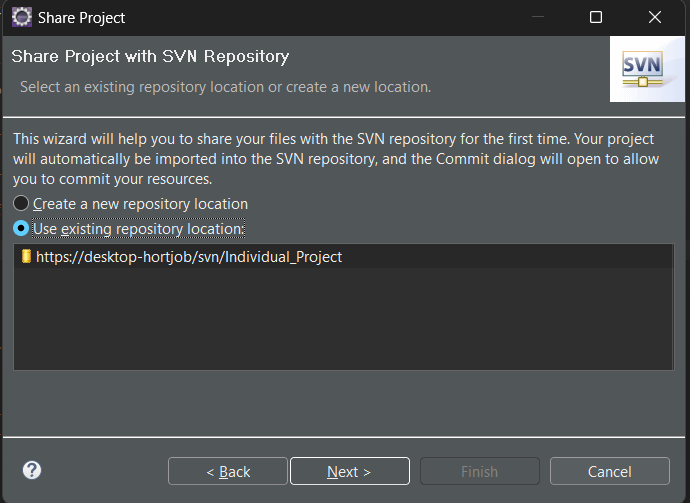 Share Project
Share Project with SVN Repository
Select an existing repository location or create a new location.
SVN
This wizard will help you to share your files with the SVN repository for the first time. Your project
will automatically be imported into the SVN repository, and the Commit dialog will open to allow
you to commit your resources.
Create a new repository location
Use existing repository location:
https://desktop-hortjob/svn/Individual_Project
?
< Back
Next >
Finish
Cancel